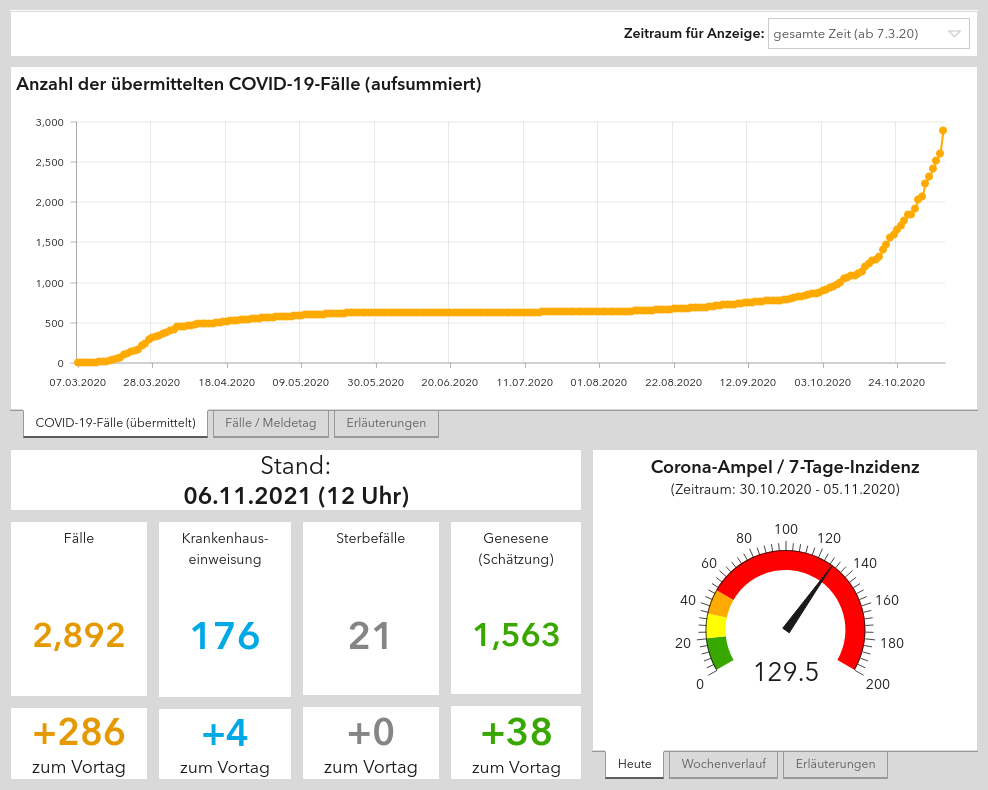 Zeitraum für Anzeige: gesamte Zeit (ab 7.3.20)
Anzahl der übermittelten COVID-19-Fälle (aufsummiert)
3,000
2,500
2,000
1,500
1,000
500
0
07.03.2020 28.03.2020 18.04.2020 09.05.2020 30.05.2020 20.06.2020 11.07.2020 01.08.2020 22.08.2020 12.09.2020 03.10.2020 24.10.2020
COVID-19-Fälle (übermittelt) Fälle / Meldetag Erläuterungen
Stand:
06.11.2021 (12 Uhr)
Fälle
2,892
+286
zum Vortag
Krankenhaus-
einweisung
176
+4
zum Vortag
Sterbefälle
21
+0
zum Vortag
Genesene
(Schätzung)
1,563
+38
zum Vortag
Corona-Ampel / 7-Tage-Inzidenz
(Zeitraum: 30.10.2020 - 05.11.2020)
0
20
40
60
80
100
120
140
160
180
200
129.5
Heute Wochenverlauf Erläuterungen